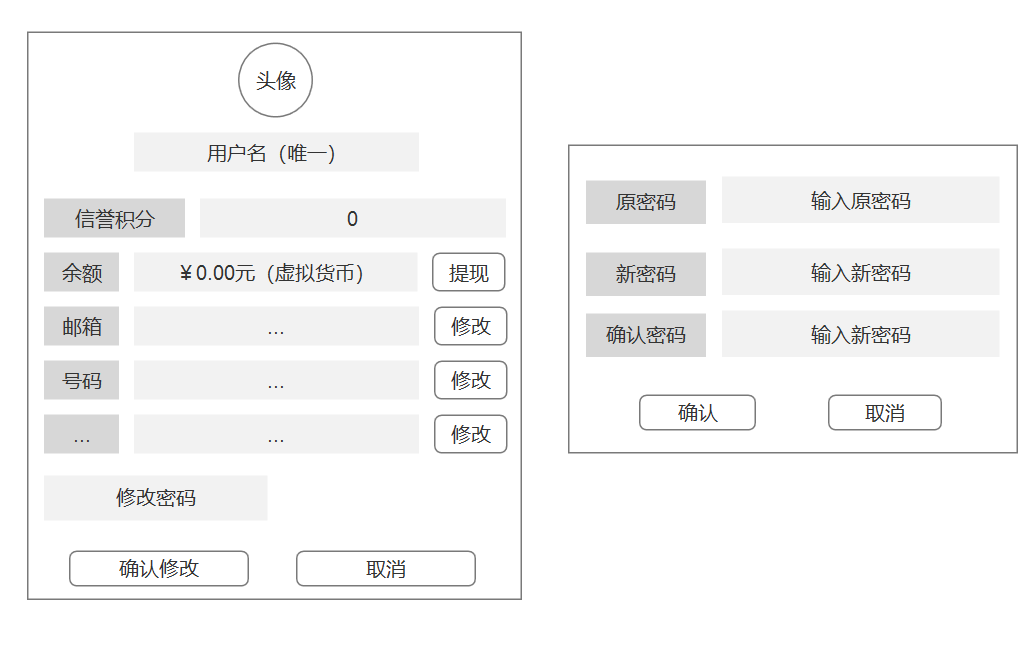 头像
用户名（唯一）
信誉积分 0
余额 ￥0.00元（虚拟货币） 提现
邮箱 … 修改
号码 … 修改
… … 修改
修改密码
确认修改 取消
原密码 输入原密码
新密码 输入新密码
确认密码 输入新密码
确认 取消